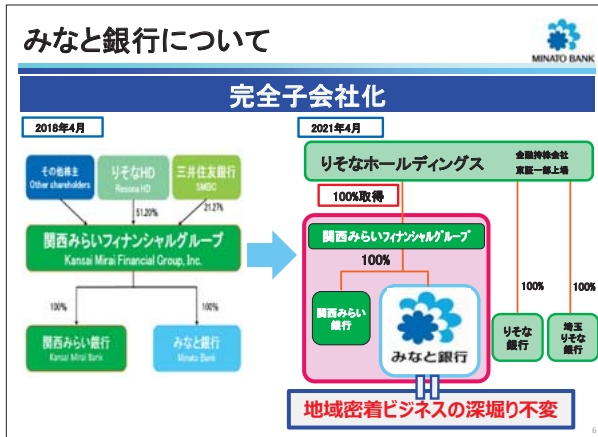 みなと銀行について
MINATO BANK
完全子会社化
2018年4月
その他株主
Other shareholders
りそなHD
Resona HD
三井住友銀行
SMBC
51.20%
21.27%
関西みらいフィナンシャルグループ
Kansai Mirai Financial Group, Inc.
100%
100%
関西みらい銀行
Kansai Mirai Bank
みなと銀行
Minato Bank
2021年4月
りそなホールディングス
金融持株会社
東証一部上場
100%取得
関西みらいフィナンシャルグループ
100%
関西みらい
銀行
みなと銀行
100%
100%
りそな
銀行
埼玉
りそな
銀行
地域密着ビジネスの深堀り不変
6